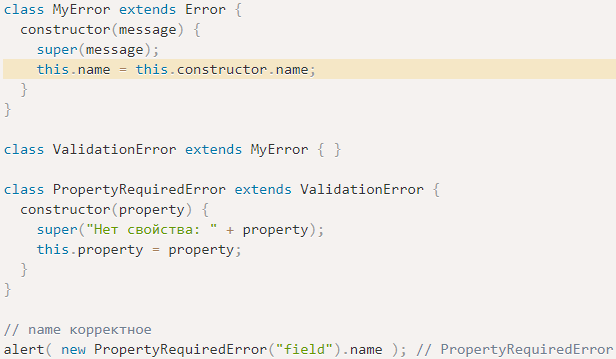 class MyError extends Error {
  constructor(message) {
    super(message);
    this.name = this.constructor.name;
  }
}

class ValidationError extends MyError { }

class PropertyRequiredError extends ValidationError {
  constructor(property) {
    super("Нет свойства: " + property);
    this.property = property;
  }
}

// name корректное
alert( new PropertyRequiredError("field").name ); // PropertyRequiredError